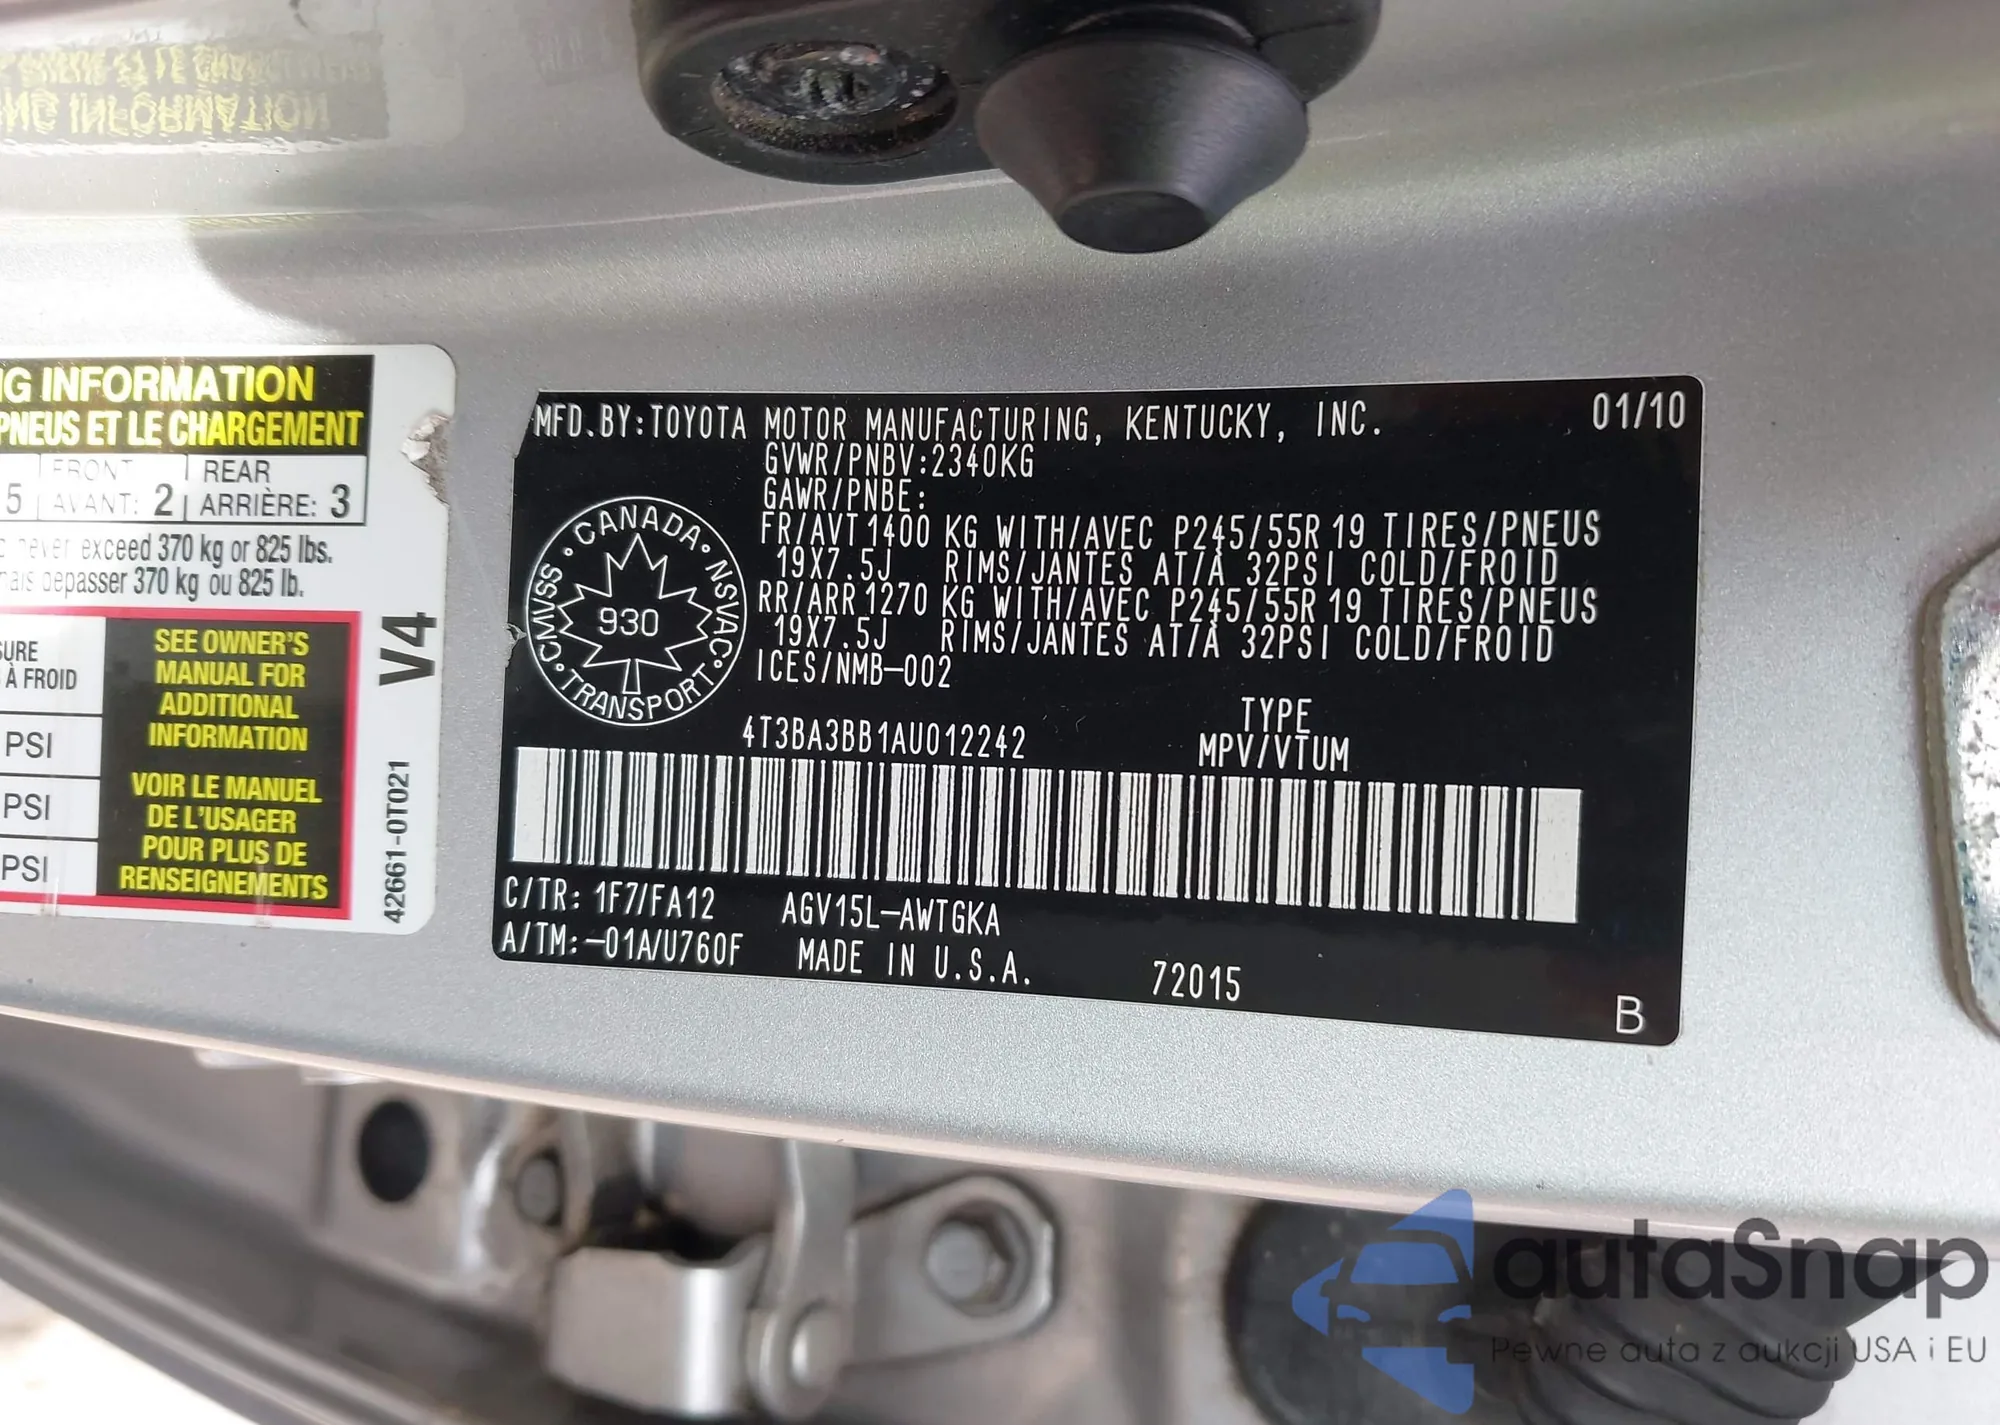 NG INFORMATION
PNEUS ET LE CHARGEMENT
5 FRONT AVANT: 2 REAR ARRIÈRE: 3
never exceed 370 kg or 825 lbs.
dépasser 370 kg ou 825 lb.
À FROID
PSI
PSI
PSI
SEE OWNER'S
MANUAL FOR
ADDITIONAL
INFORMATION
VOIR LE MANUEL
DE L'USAGER
POUR PLUS DE
RENSEIGNEMENTS
V4
42661-0T021
MFD.BY:TOYOTA MOTOR MANUFACTURING, KENTUCKY, INC. 01/10
GVWR/PNBV:2340KG
GAWR/PNBE:
FR/AVT 1400 KG WITH/AVEC P245/55R 19 TIRES/PNEUS
19X7.5J RIMS/JANTES AT/À 32PSI COLD/FROID
RR/ARR 1270 KG WITH/AVEC P245/55R 19 TIRES/PNEUS
19X7.5J RIMS/JANTES AT/À 32PSI COLD/FROID
ICES/NMB-002
CANADA · NSVAC · TRANSPORT · CMVSS ·
930
4T3BA3BB1AU012242
TYPE
MPV/VTUM
C/TR: 1F7/FA12 AGV15L-AWTGKA
A/TM:-01A/U760F MADE IN U.S.A. 72015
B
autaSnap
Pewne auta z aukcji USA i EU